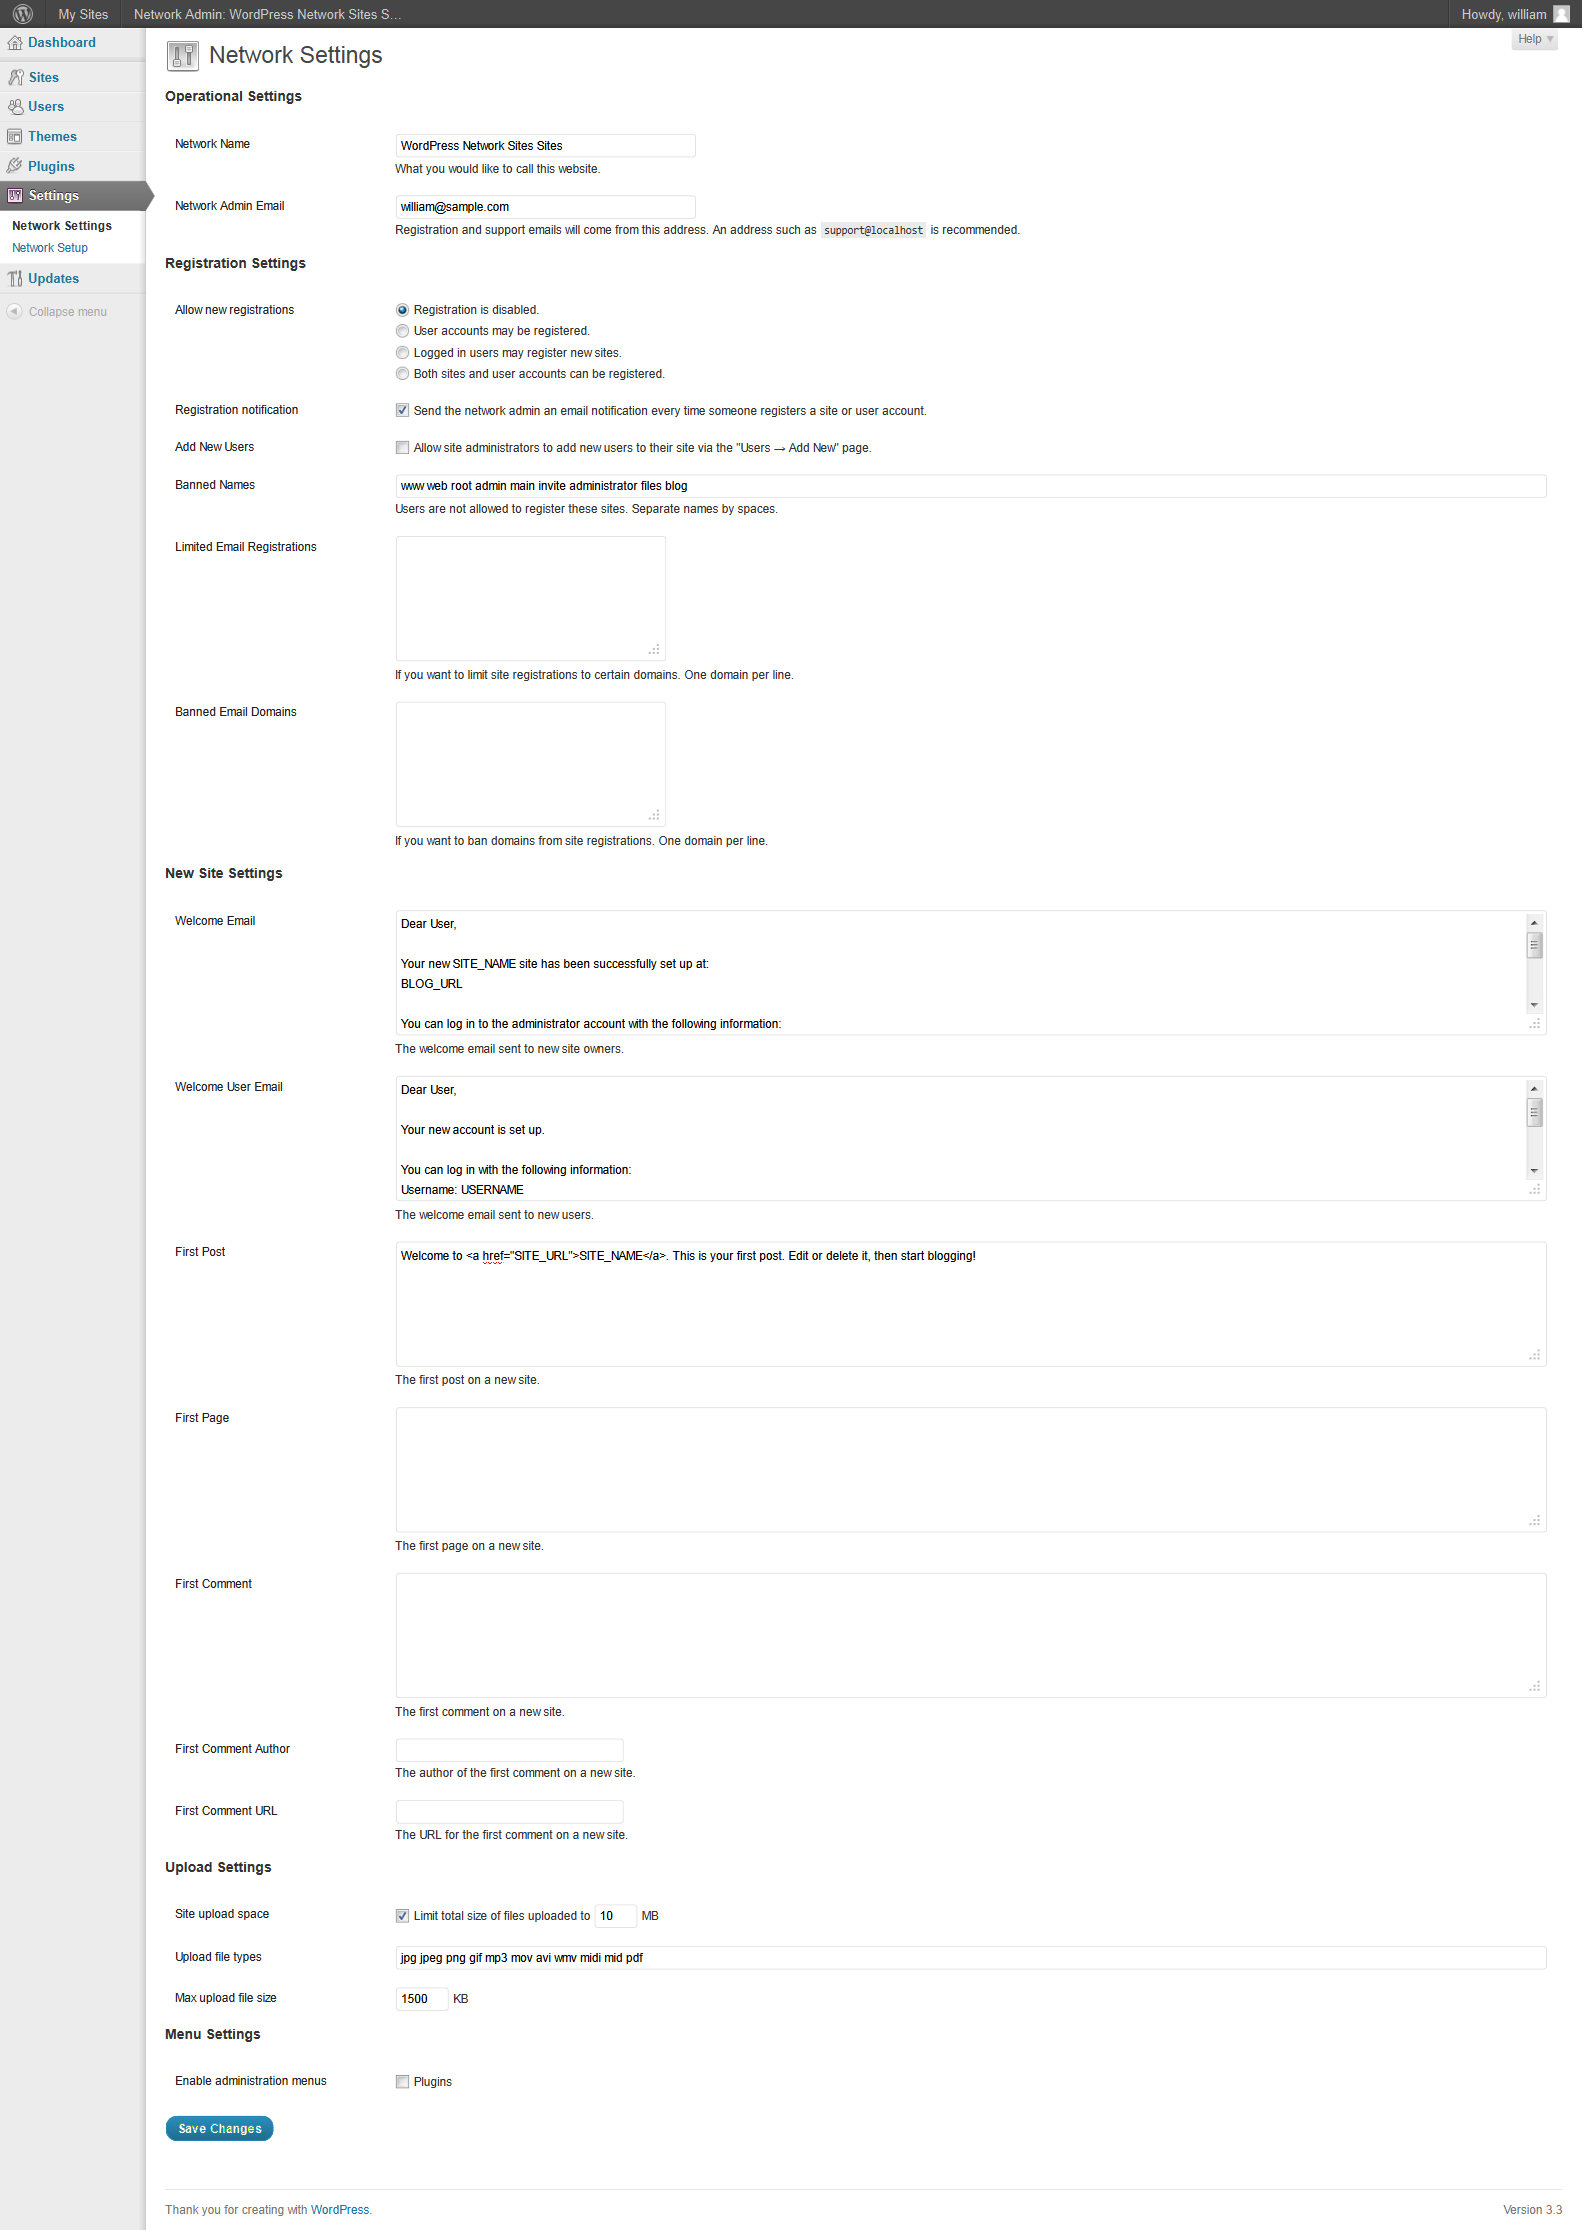 My Sites
Network Admin: WordPress Network Sites S...
Howdy, william
Help
Dashboard
Sites
Users
Themes
Plugins
Settings
Network Settings
Network Setup
Updates
Collapse menu
Network Settings
Operational Settings
Network Name
WordPress Network Sites Sites
What you would like to call this website.
Network Admin Email
william@sample.com
Registration and support emails will come from this address. An address such as support@localhost is recommended.
Registration Settings
Allow new registrations
Registration is disabled.
User accounts may be registered.
Logged in users may register new sites.
Both sites and user accounts can be registered.
Registration notification
Send the network admin an email notification every time someone registers a site or user account.
Add New Users
Allow site administrators to add new users to their site via the "Users → Add New" page.
Banned Names
www web root admin main invite administrator files blog
Users are not allowed to register these sites. Separate names by spaces.
Limited Email Registrations
If you want to limit site registrations to certain domains. One domain per line.
Banned Email Domains
If you want to ban domains from site registrations. One domain per line.
New Site Settings
Welcome Email
Dear User,
Your new SITE_NAME site has been successfully set up at:
BLOG_URL
You can log in to the administrator account with the following information:
The welcome email sent to new site owners.
Welcome User Email
Dear User,
Your new account is set up.
You can log in with the following information:
Username: USERNAME
The welcome email sent to new users.
First Post
Welcome to <a href="SITE_URL">SITE_NAME</a>. This is your first post. Edit or delete it, then start blogging!
The first post on a new site.
First Page
The first page on a new site.
First Comment
The first comment on a new site.
First Comment Author
The author of the first comment on a new site.
First Comment URL
The URL for the first comment on a new site.
Upload Settings
Site upload space
Limit total size of files uploaded to 10 MB
Upload file types
jpg jpeg png gif mp3 mov avi wmv midi mid pdf
Max upload file size
1500 KB
Menu Settings
Enable administration menus
Plugins
Save Changes
Thank you for creating with WordPress.
Version 3.3